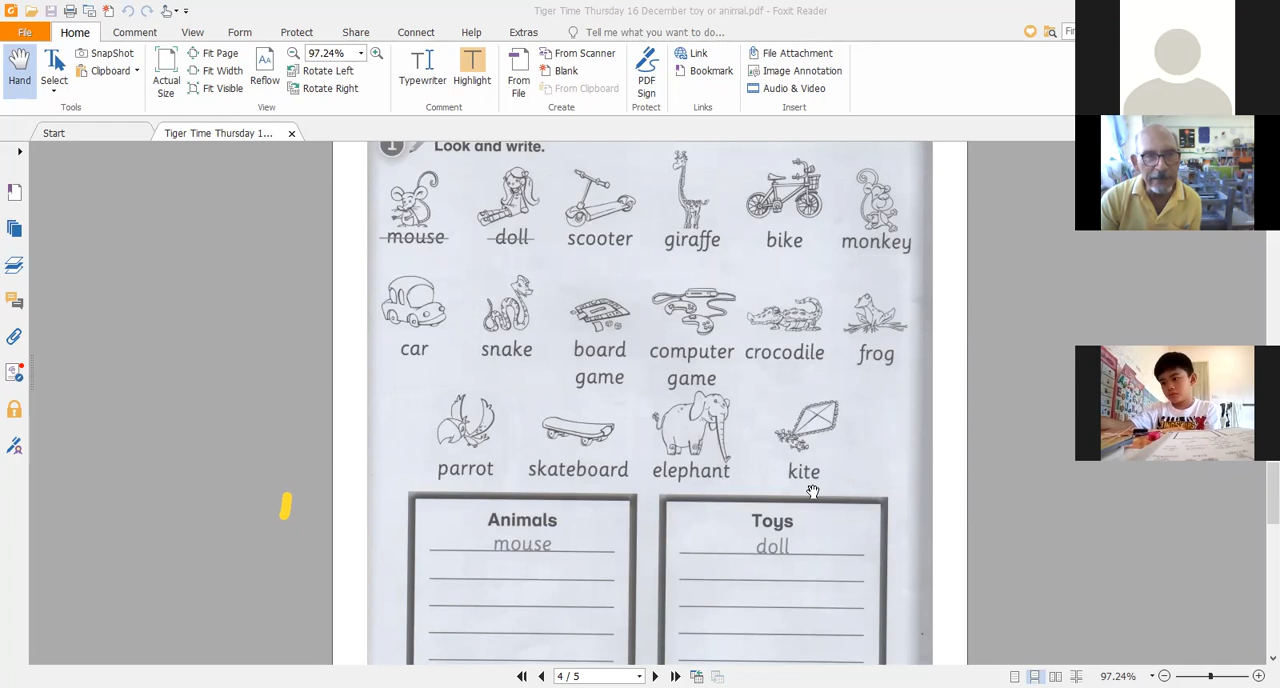 Tiger Time Thursday 16 December toy or animal.pdf - Foxit Reader
File Home Comment View Form Protect Share Connect Help Extras Tell me what you want to do...
Hand
Select
SnapShot
Clipboard
Tools
Actual Size
Fit Page
Fit Width
Fit Visible
Reflow
97.24%
Rotate Left
Rotate Right
View
Typewriter
Highlight
Comment
From File
From Scanner
Blank
From Clipboard
Create
PDF Sign
Protect
Link
Bookmark
Links
File Attachment
Image Annotation
Audio & Video
Insert
Start
Tiger Time Thursday 1...
1 Look and write.
mouse doll scooter giraffe bike monkey
car snake board game computer game crocodile frog
parrot skateboard elephant kite
Animals
mouse
Toys
doll
4 / 5
97.24%